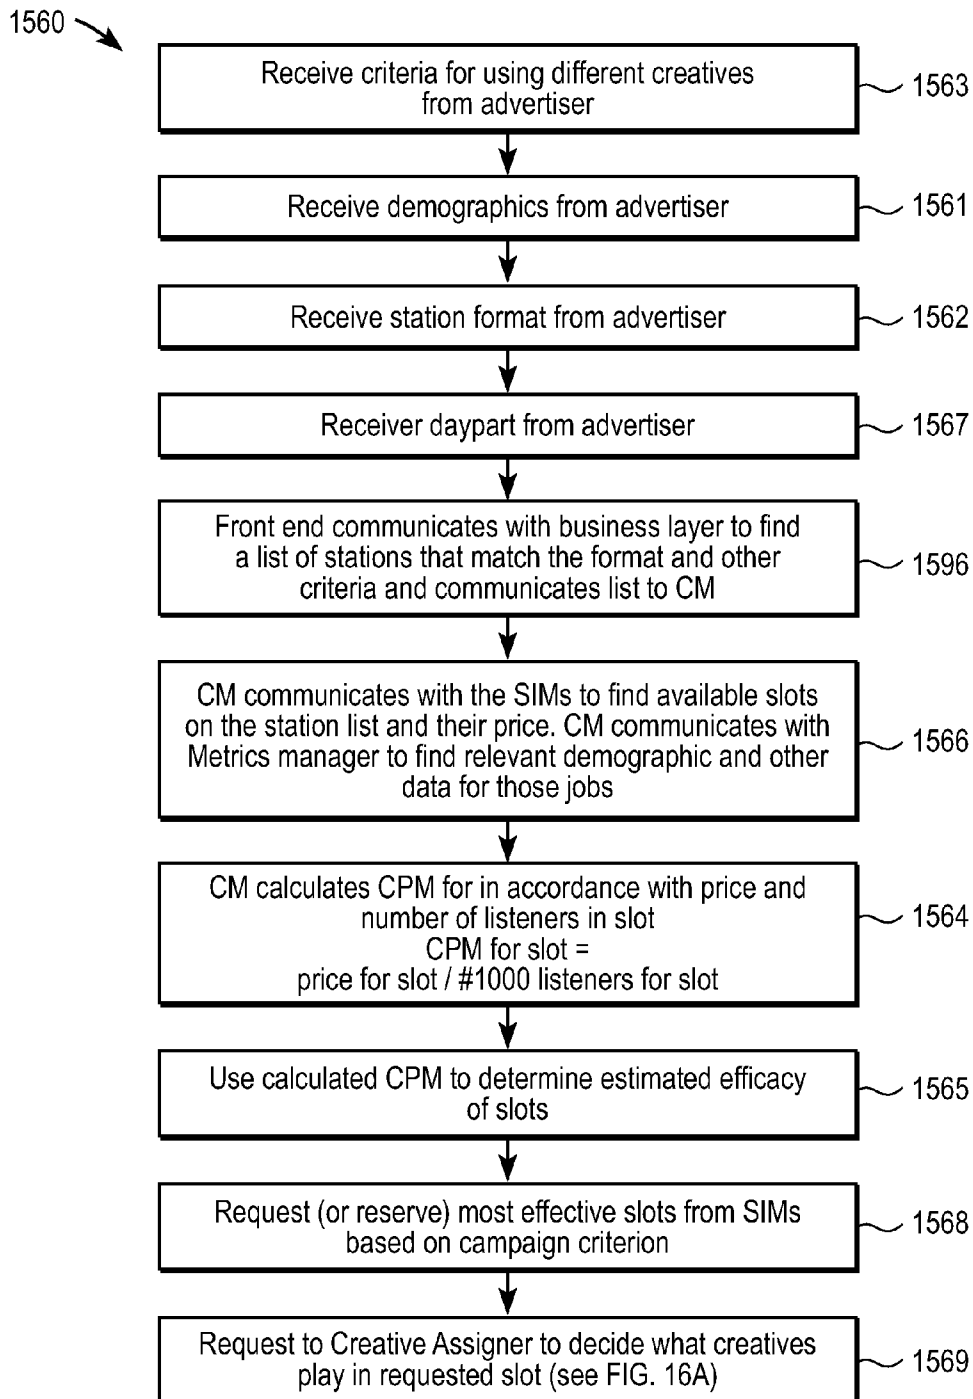 1560
Receive criteria for using different creatives
from advertiser
1563
Receive demographics from advertiser
1561
Receive station format from advertiser
1562
Receiver daypart from advertiser
1567
Front end communicates with business layer to find
a list of stations that match the format and other
criteria and communicates list to CM
1596
CM communicates with the SIMs to find available slots
on the station list and their price. CM communicates with
Metrics manager to find relevant demographic and other
data for those jobs
1566
CM calculates CPM for in accordance with price and
number of listeners in slot
CPM for slot =
price for slot / #1000 listeners for slot
1564
Use calculated CPM to determine estimated efficacy
of slots
1565
Request (or reserve) most effective slots from SIMs
based on campaign criterion
1568
Request to Creative Assigner to decide what creatives
play in requested slot (see FIG. 16A)
1569